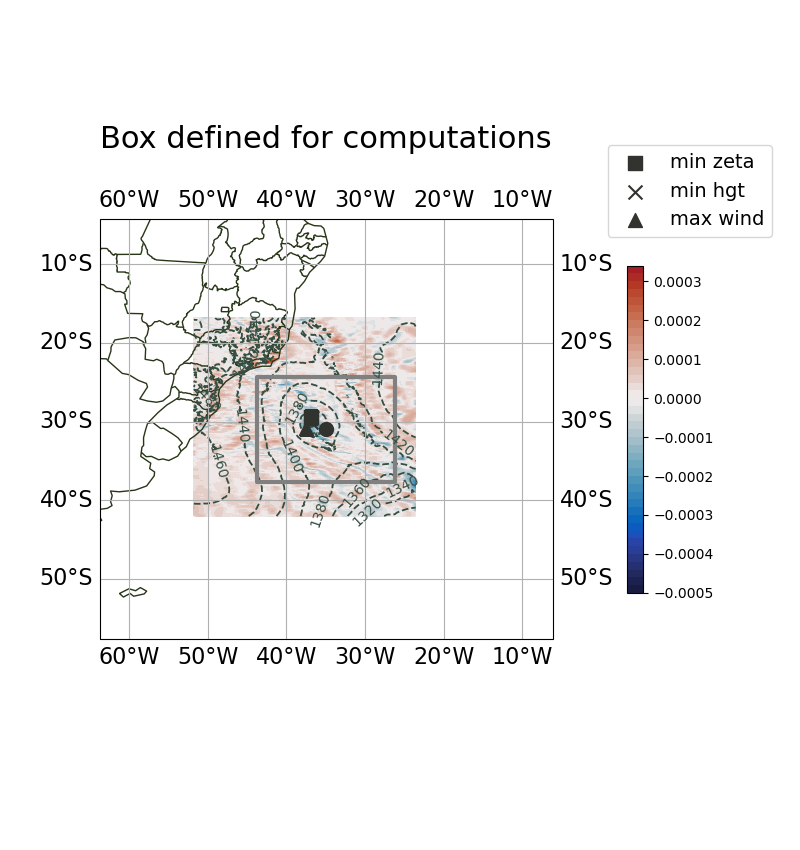 Box defined for computations
min zeta
min hgt
max wind
60°W 50°W 40°W 30°W 20°W 10°W
10°S 10°S
20°S 20°S
30°S 30°S
40°S 40°S
50°S 50°S
60°W 50°W 40°W 30°W 20°W 10°W
1440
1380
1440
1400
1460
1420
1360
1340
1380
1320
0.0003
0.0002
0.0001
0.0000
−0.0001
−0.0002
−0.0003
−0.0004
−0.0005